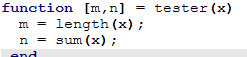 function [m,n] = tester(x)
m = length(x);
n = sum(x);
end